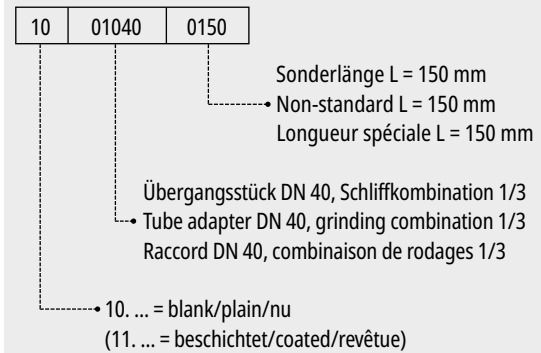 10 01040 0150
Sonderlänge L = 150 mm
Non-standard L = 150 mm
Longueur spéciale L = 150 mm
Übergangsstück DN 40, Schliffkombination 1/3
Tube adapter DN 40, grinding combination 1/3
Raccord DN 40, combinaison de rodages 1/3
10. ... = blank/plain/nu
(11. ... = beschichtet/coated/revêtue)